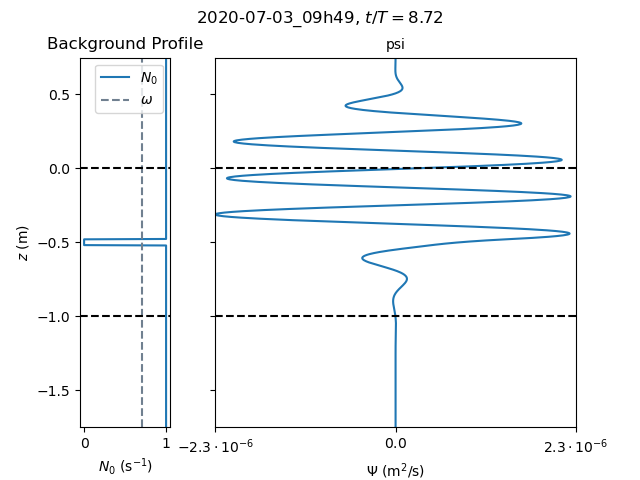 2020-07-03_09h49, t/T = 8.72
Background Profile
psi
N₀
ω
0.5
0.0
−0.5
−1.0
−1.5
z (m)
0 1
N₀ (s⁻¹)
−2.3 · 10⁻⁶ 0.0 2.3 · 10⁻⁶
Ψ (m²/s)